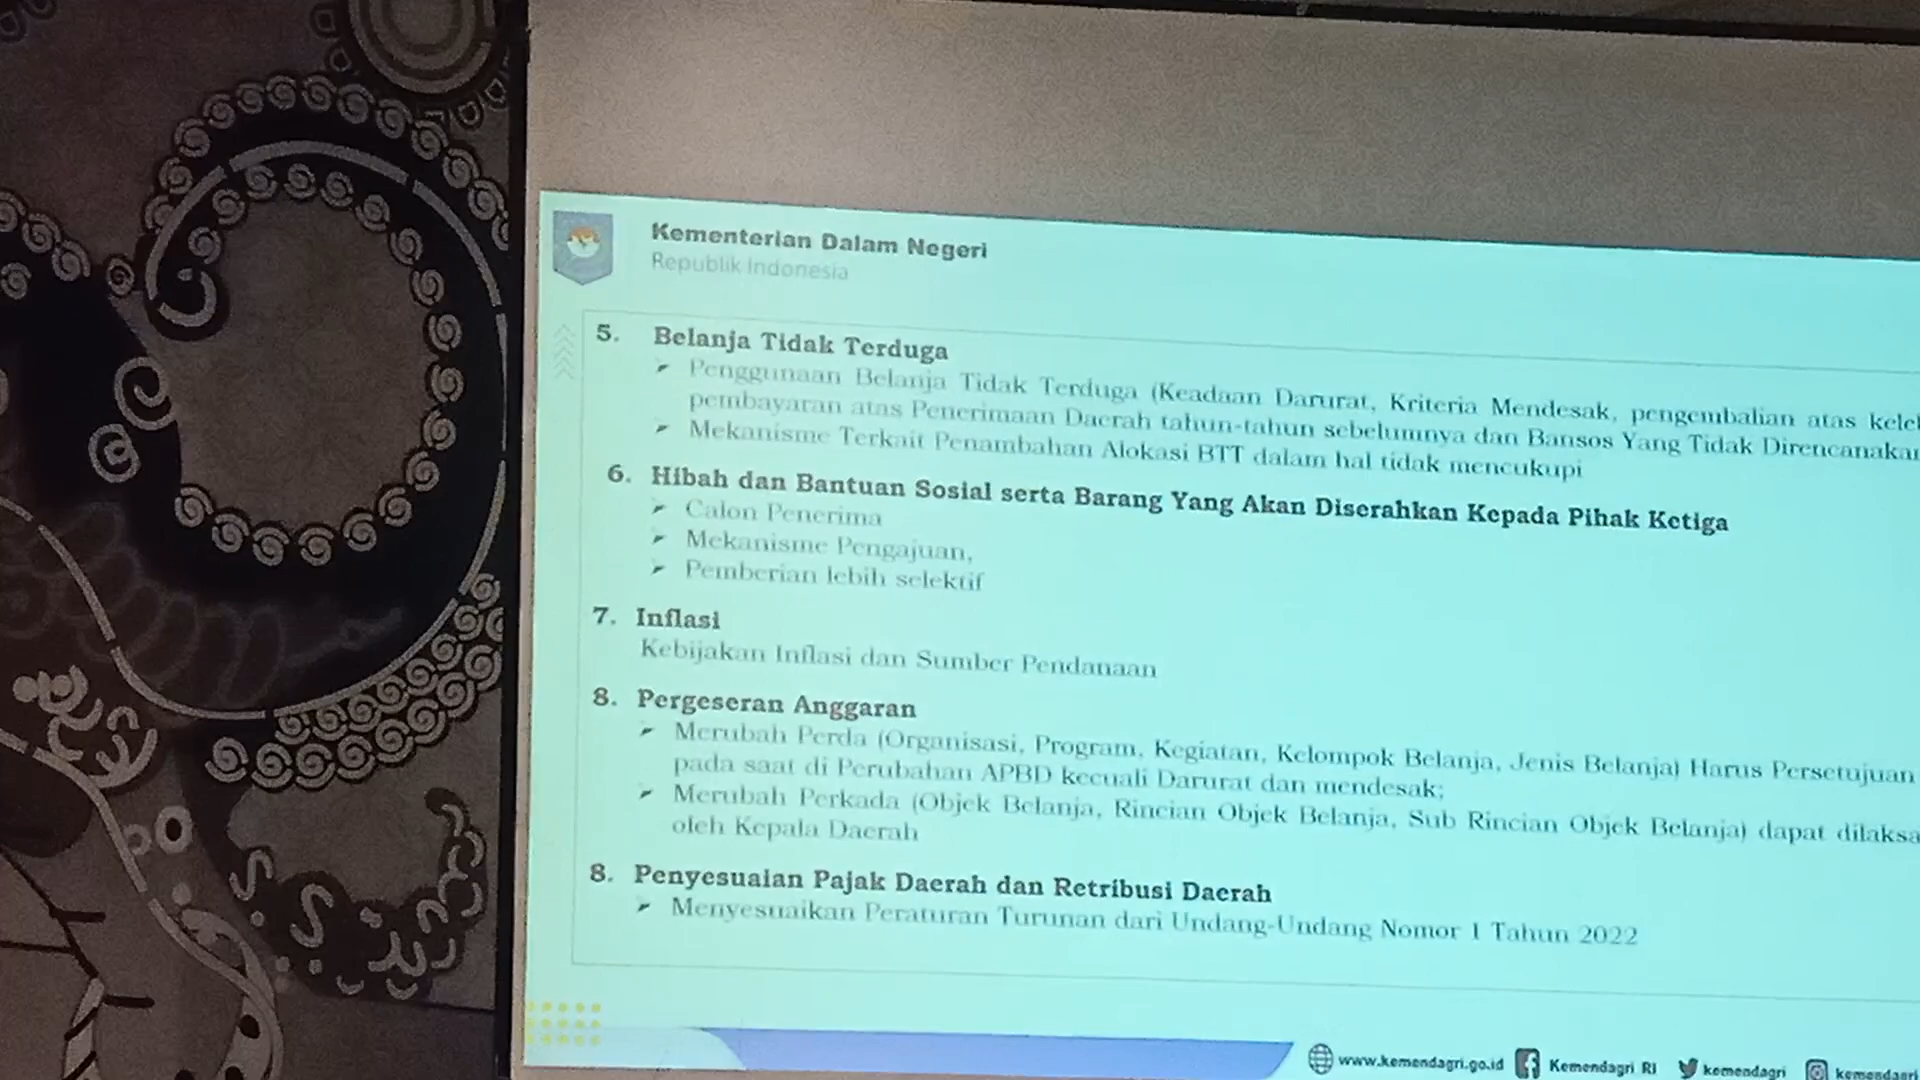 Kementerian Dalam Negeri
Republik Indonesia
5. Belanja Tidak Terduga
➤ Penggunaan Belanja Tidak Terduga (Keadaan Darurat, Kriteria Mendesak, pengembalian atas
pembayaran atas Penerimaan Daerah tahun-tahun sebelumnya dan Bansos Yang Tidak
➤ Mekanisme Terkait Penambahan Alokasi BTT dalam hal tidak mencukupi
6. Hibah dan Bantuan Sosial serta Barang Yang Akan Diserahkan Kepada Pihak Ketiga
➤ Calon Penerima
➤ Mekanisme Pengajuan,
➤ Pemberian lebih selektif
7. Inflasi
Kebijakan Inflasi dan Sumber Pendanaan
8. Pergeseran Anggaran
➤ Merubah Perda (Organisasi, Program, Kegiatan, Kelompok Belanja, Jenis Belanja) Harus Persetujuan
pada saat di Perubahan APBD kecuali Darurat dan mendesak;
➤ Merubah Perkada (Objek Belanja, Rincian Objek Belanja, Sub Rincian Objek Belanja) dapat
oleh Kepala Daerah
8. Penyesuaian Pajak Daerah dan Retribusi Daerah
➤ Menyesuaikan Peraturan Turunan dari Undang-Undang Nomor 1 Tahun 2022
www.kemendagri.go.id Kemendagri RI kemendagri kemendagri